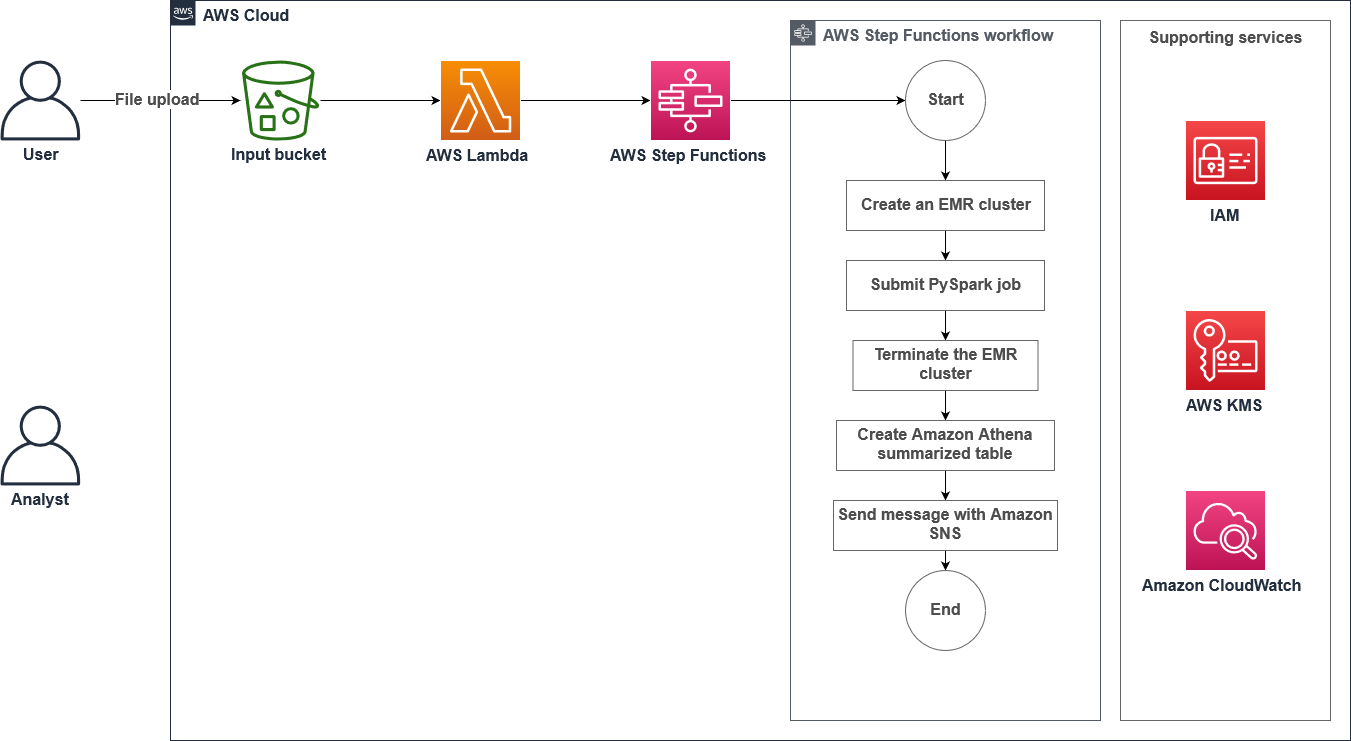 aws
AWS Cloud
AWS Step Functions workflow
Supporting services
File upload
User
Input bucket
AWS Lambda
AWS Step Functions
Start
Create an EMR cluster
Submit PySpark job
Terminate the EMR
cluster
Create Amazon Athena
summarized table
Send message with Amazon
SNS
End
IAM
AWS KMS
Amazon CloudWatch
Analyst